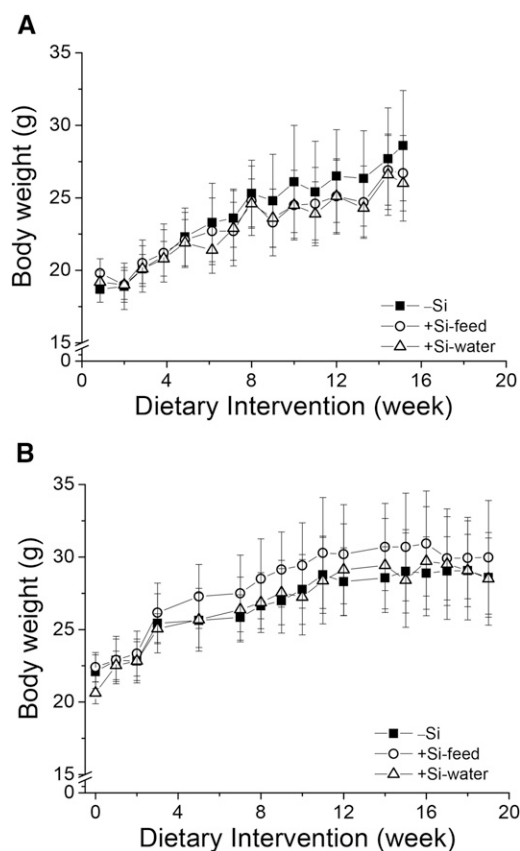 A
35
30
25
20
15
0
Body weight (g)
–Si
+Si-feed
+Si-water
0 4 8 12 16 20
Dietary Intervention (week)
B
35
30
25
20
15
0
Body weight (g)
–Si
+Si-feed
+Si-water
0 4 8 12 16 20
Dietary Intervention (week)